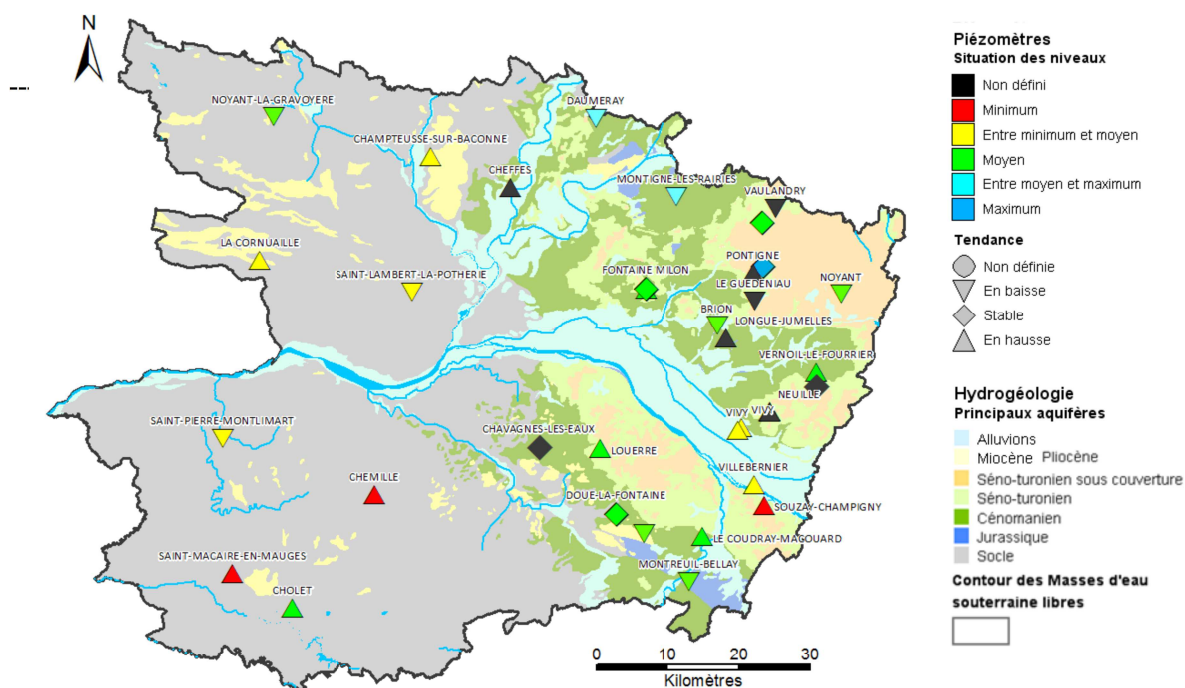 N
NOYANT-LA-GRAVOYERE
DAUMERAY
CHAMPTEUSSE-SUR-BACONNE
CHEFFES
MONTIGNE-LES-RAIRIES
VAULANDRY
LA CORNUAILLE
SAINT-LAMBERT-LA-POTHERIE
FONTAINE MILON
PONTIGNE
LE GUEDENIAU
NOYANT
BRION
LONGUE-JUMELLES
VERNOIL-LE-FOURRIER
NEUILLE
VIVY
VIVY
SAINT-PIERRE-MONTLIMART
CHAVAGNES-LES-EAUX
LOUERRE
VILLEBERNIER
CHEMILLE
DOUE-LA-FONTAINE
SOUZAY-CHAMPIGNY
LE COUDRAY-MACOUARD
SAINT-MACAIRE-EN-MAUGES
MONTREUIL-BELLAY
CHOLET
0 10 20 30
Kilomètres
Piézomètres
Situation des niveaux
Non défini
Minimum
Entre minimum et moyen
Moyen
Entre moyen et maximum
Maximum
Tendance
Non définie
En baisse
Stable
En hausse
Hydrogéologie
Principaux aquifères
Alluvions
Miocène Pliocène
Séno-turonien sous couverture
Séno-turonien
Cénomanien
Jurassique
Socle
Contour des Masses d'eau
souterraine libres